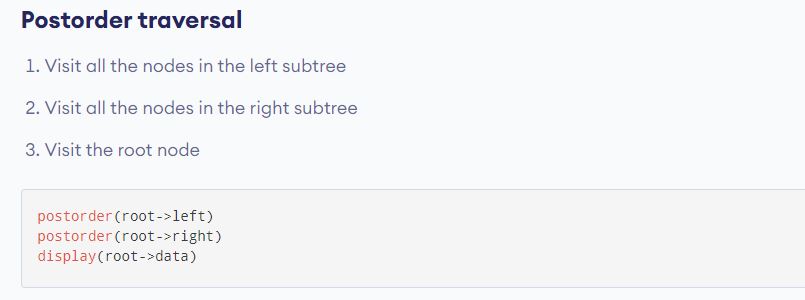 Postorder traversal
1. Visit all the nodes in the left subtree
2. Visit all the nodes in the right subtree
3. Visit the root node
postorder(root->left)
postorder(root->right)
display(root->data)